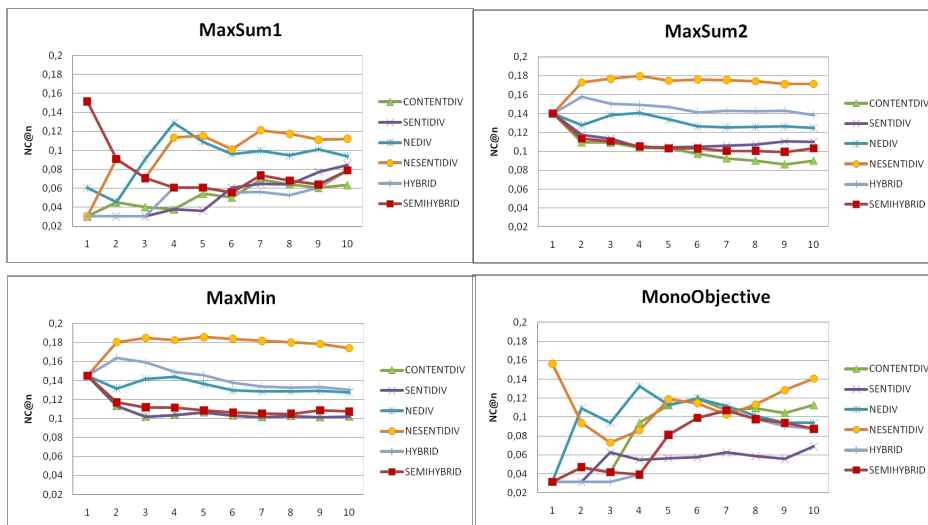 MaxSum1
NC@n
0,2
0,18
0,16
0,14
0,12
0,1
0,08
0,06
0,04
0,02
1 2 3 4 5 6 7 8 9 10
CONTENTDIV
SENTIDIV
NEDIV
NESENTIDIV
HYBRID
SEMIHYBRID
MaxSum2
NC@n
0,2
0,18
0,16
0,14
0,12
0,1
0,08
0,06
0,04
0,02
1 2 3 4 5 6 7 8 9 10
CONTENTDIV
SENTIDIV
NEDIV
NESENTIDIV
HYBRID
SEMIHYBRID
MaxMin
NC@n
0,2
0,18
0,16
0,14
0,12
0,1
0,08
0,06
0,04
0,02
1 2 3 4 5 6 7 8 9 10
CONTENTDIV
SENTIDIV
NEDIV
NESENTIDIV
HYBRID
SEMIHYBRID
MonoObjective
NC@n
0,2
0,18
0,16
0,14
0,12
0,1
0,08
0,06
0,04
0,02
1 2 3 4 5 6 7 8 9 10
CONTENTDIV
SENTIDIV
NEDIV
NESENTIDIV
HYBRID
SEMIHYBRID